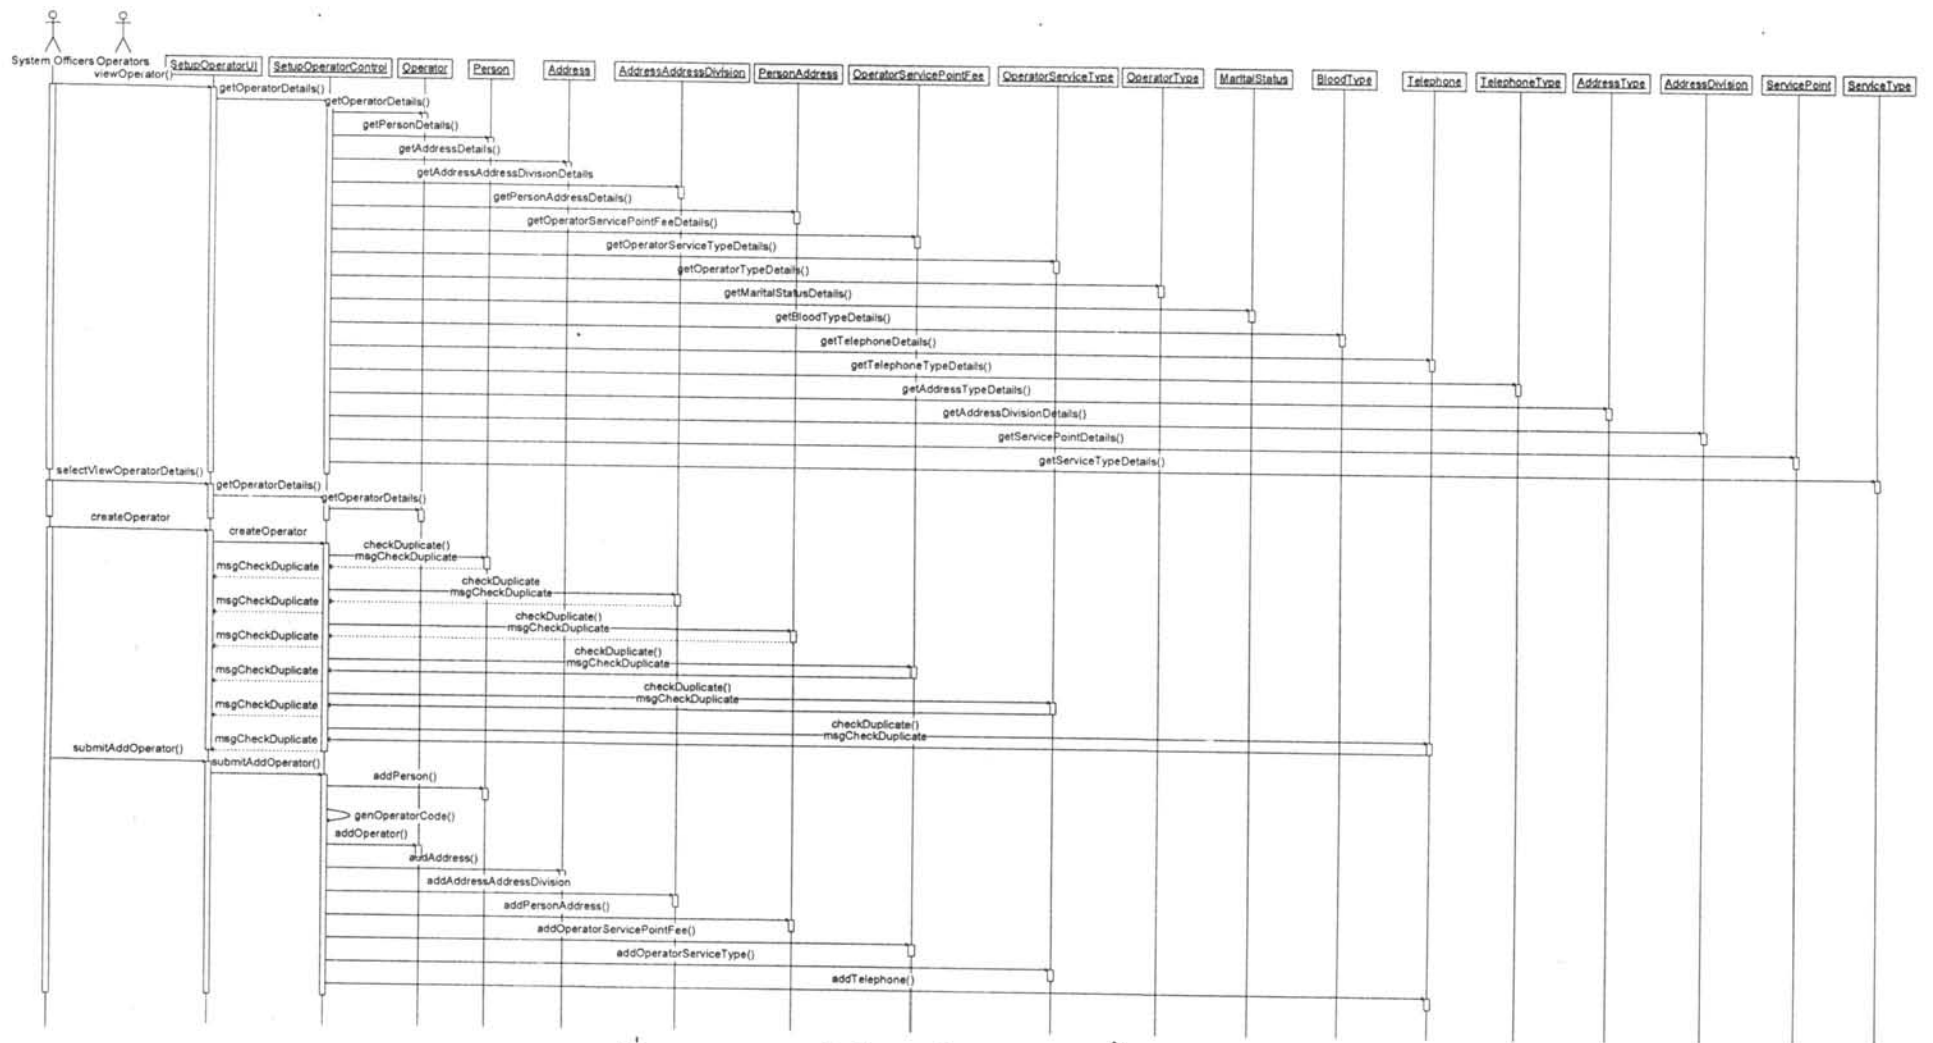 System Officers Operators
SetupOperatorUI SetupOperatorControl Operator Person Address AddressAddressDivision PersonAddress OperatorServicePointFee OperatorServiceType OperatorType MaritalStatus BloodType Telephone TelephoneType AddressType AddressDivision ServicePoint ServiceType
viewOperator()
getOperatorDetails()
getOperatorDetails()
getPersonDetails()
getAddressDetails()
getAddressAddressDivisionDetails
getPersonAddressDetails()
getOperatorServicePointFeeDetails()
getOperatorServiceTypeDetails()
getOperatorTypeDetails()
getMaritalStatusDetails()
getBloodTypeDetails()
getTelephoneDetails()
getTelephoneTypeDetails()
getAddressTypeDetails()
getAddressDivisionDetails()
getServicePointDetails()
getServiceTypeDetails()
selectViewOperatorDetails()
getOperatorDetails()
getOperatorDetails()
createOperator
createOperator
checkDuplicate()
msgCheckDuplicate
msgCheckDuplicate
checkDuplicate
msgCheckDuplicate
msgCheckDuplicate
checkDuplicate()
msgCheckDuplicate
msgCheckDuplicate
checkDuplicate()
msgCheckDuplicate
msgCheckDuplicate
checkDuplicate()
msgCheckDuplicate
msgCheckDuplicate
checkDuplicate()
msgCheckDuplicate
msgCheckDuplicate
submitAddOperator()
submitAddOperator()
addPerson()
genOperatorCode()
addOperator()
addAddress()
addAddressAddressDivision
addPersonAddress()
addOperatorServicePointFee()
addOperatorServiceType()
addTelephone()